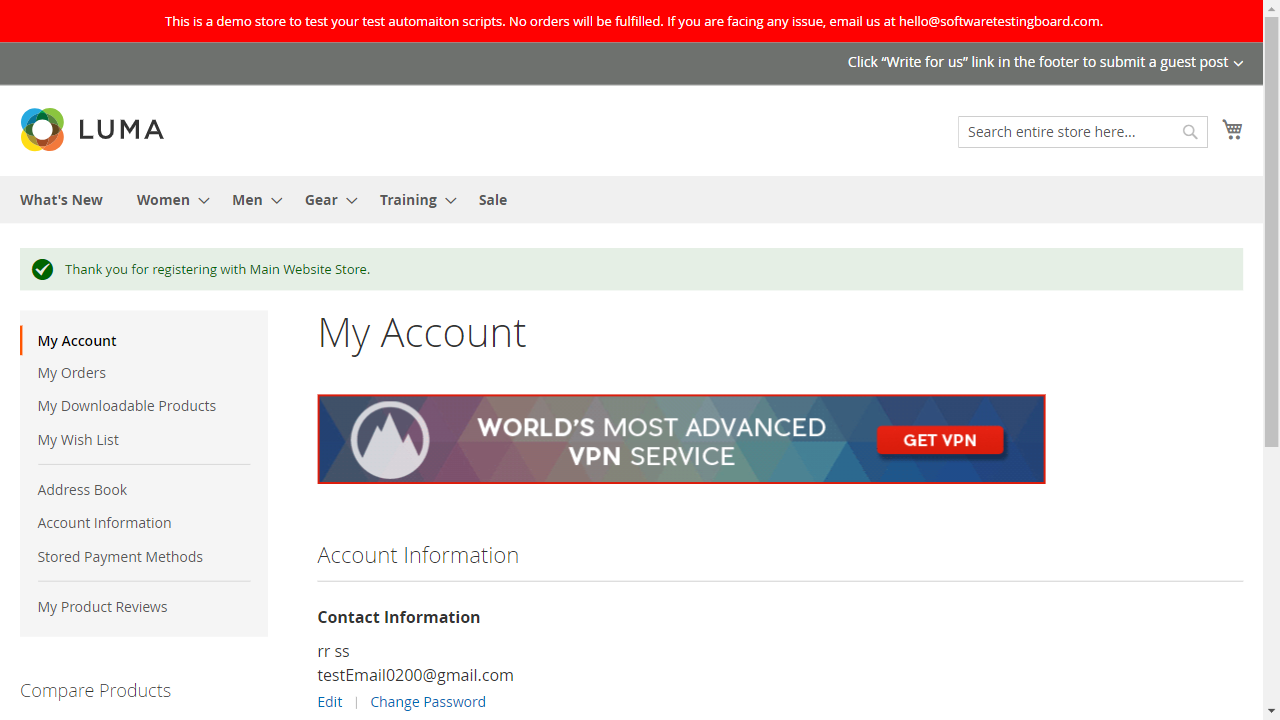 This is a demo store to test your test automaiton scripts. No orders will be fulfilled. If you are facing any issue, email us at hello@softwaretestingboard.com.
Click “Write for us” link in the footer to submit a guest post
LUMA
Search entire store here...
What's New Women Men Gear Training Sale
Thank you for registering with Main Website Store.
My Account
My Orders
My Downloadable Products
My Wish List
Address Book
Account Information
Stored Payment Methods
My Product Reviews
Compare Products
My Account
WORLD'S MOST ADVANCED
VPN SERVICE
GET VPN
Account Information
Contact Information
rr ss
testEmail0200@gmail.com
Edit | Change Password